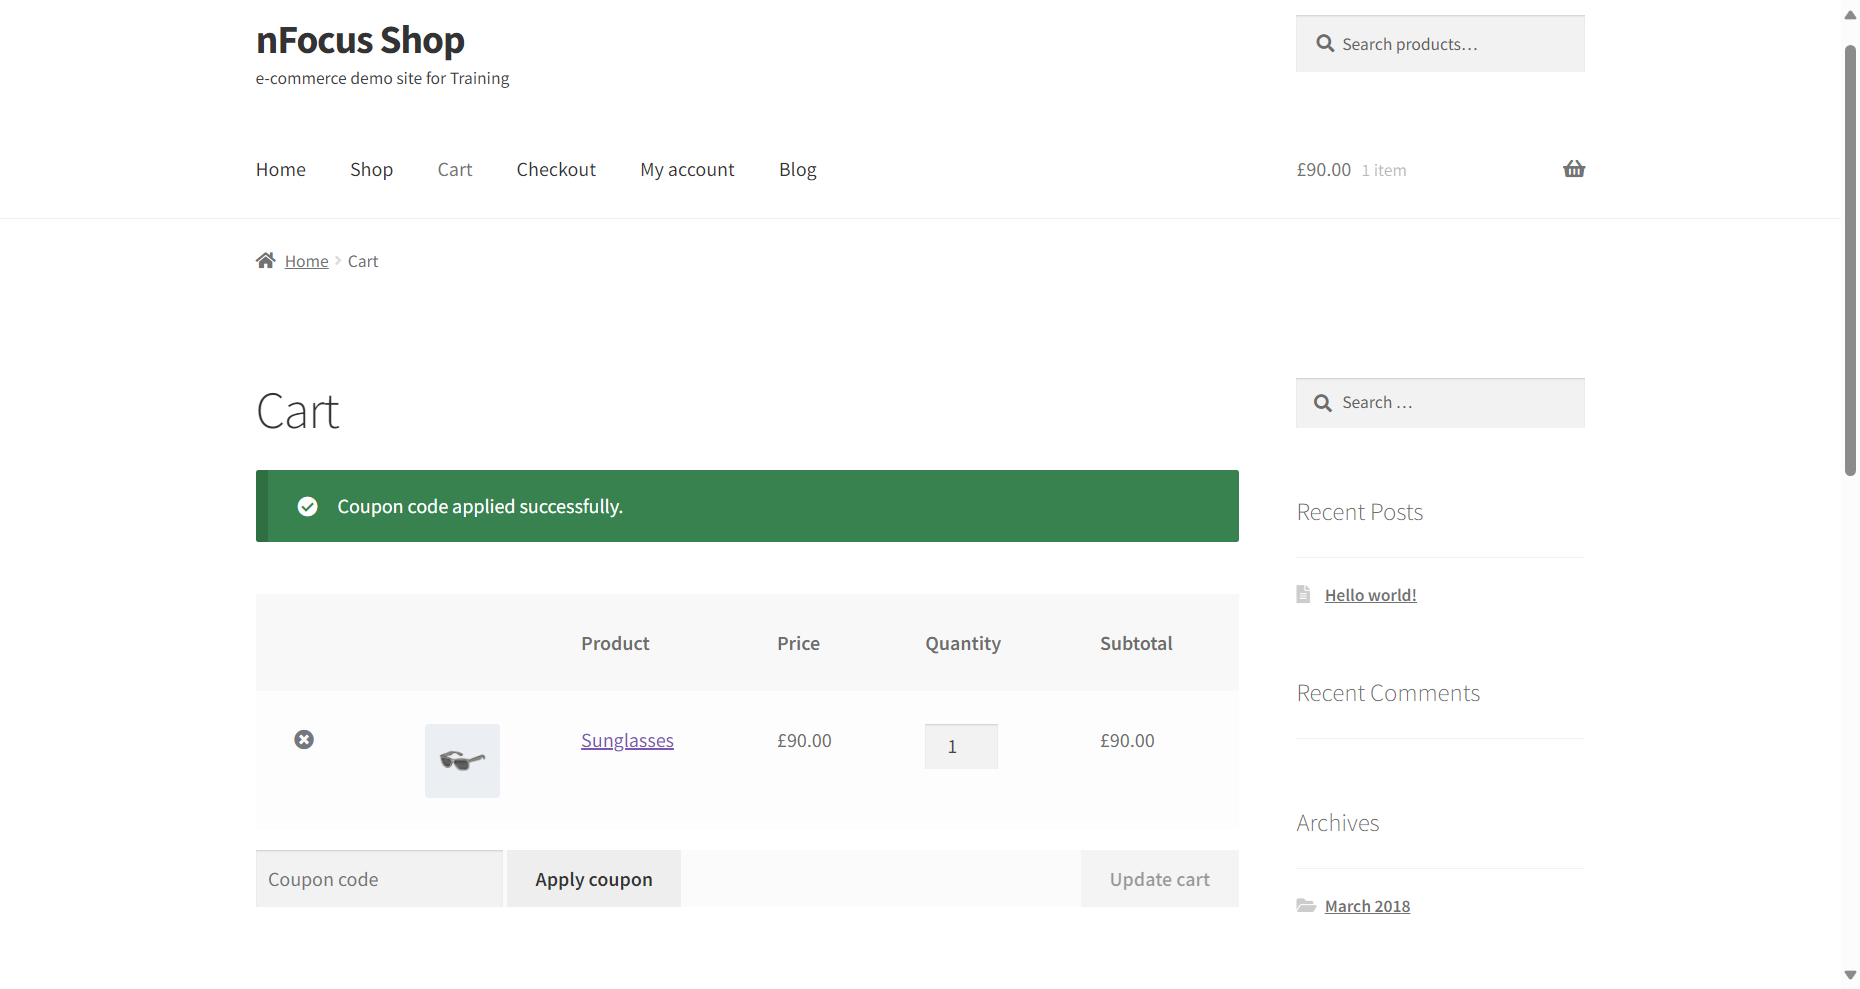 nFocus Shop
e-commerce demo site for Training
Search products…
Home Shop Cart Checkout My account Blog
£90.00 1 item
Home Cart
Cart
Search …
Coupon code applied successfully.
Recent Posts
Hello world!
Product Price Quantity Subtotal
Recent Comments
Sunglasses £90.00 1 £90.00
Archives
Coupon code Apply coupon Update cart
March 2018